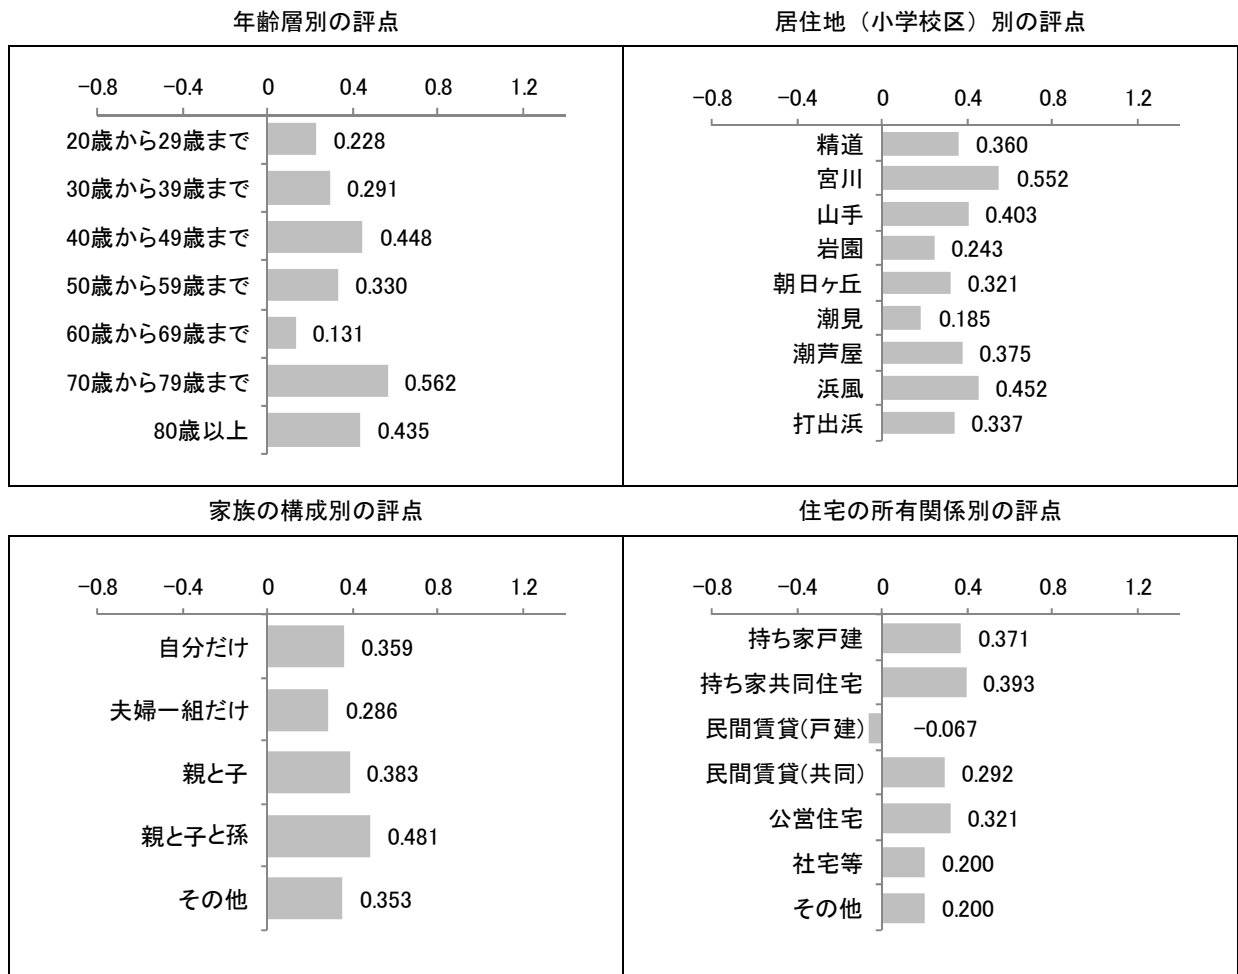 年齢層別の評点
−0.8 −0.4 0 0.4 0.8 1.2
20歳から29歳まで 0.228
30歳から39歳まで 0.291
40歳から49歳まで 0.448
50歳から59歳まで 0.330
60歳から69歳まで 0.131
70歳から79歳まで 0.562
80歳以上 0.435
居住地（小学校区）別の評点
−0.8 −0.4 0 0.4 0.8 1.2
精道 0.360
宮川 0.552
山手 0.403
岩園 0.243
朝日ヶ丘 0.321
潮見 0.185
潮芦屋 0.375
浜風 0.452
打出浜 0.337
家族の構成別の評点
−0.8 −0.4 0 0.4 0.8 1.2
自分だけ 0.359
夫婦一組だけ 0.286
親と子 0.383
親と子と孫 0.481
その他 0.353
住宅の所有関係別の評点
−0.8 −0.4 0 0.4 0.8 1.2
持ち家戸建 0.371
持ち家共同住宅 0.393
民間賃貸(戸建) −0.067
民間賃貸(共同) 0.292
公営住宅 0.321
社宅等 0.200
その他 0.200